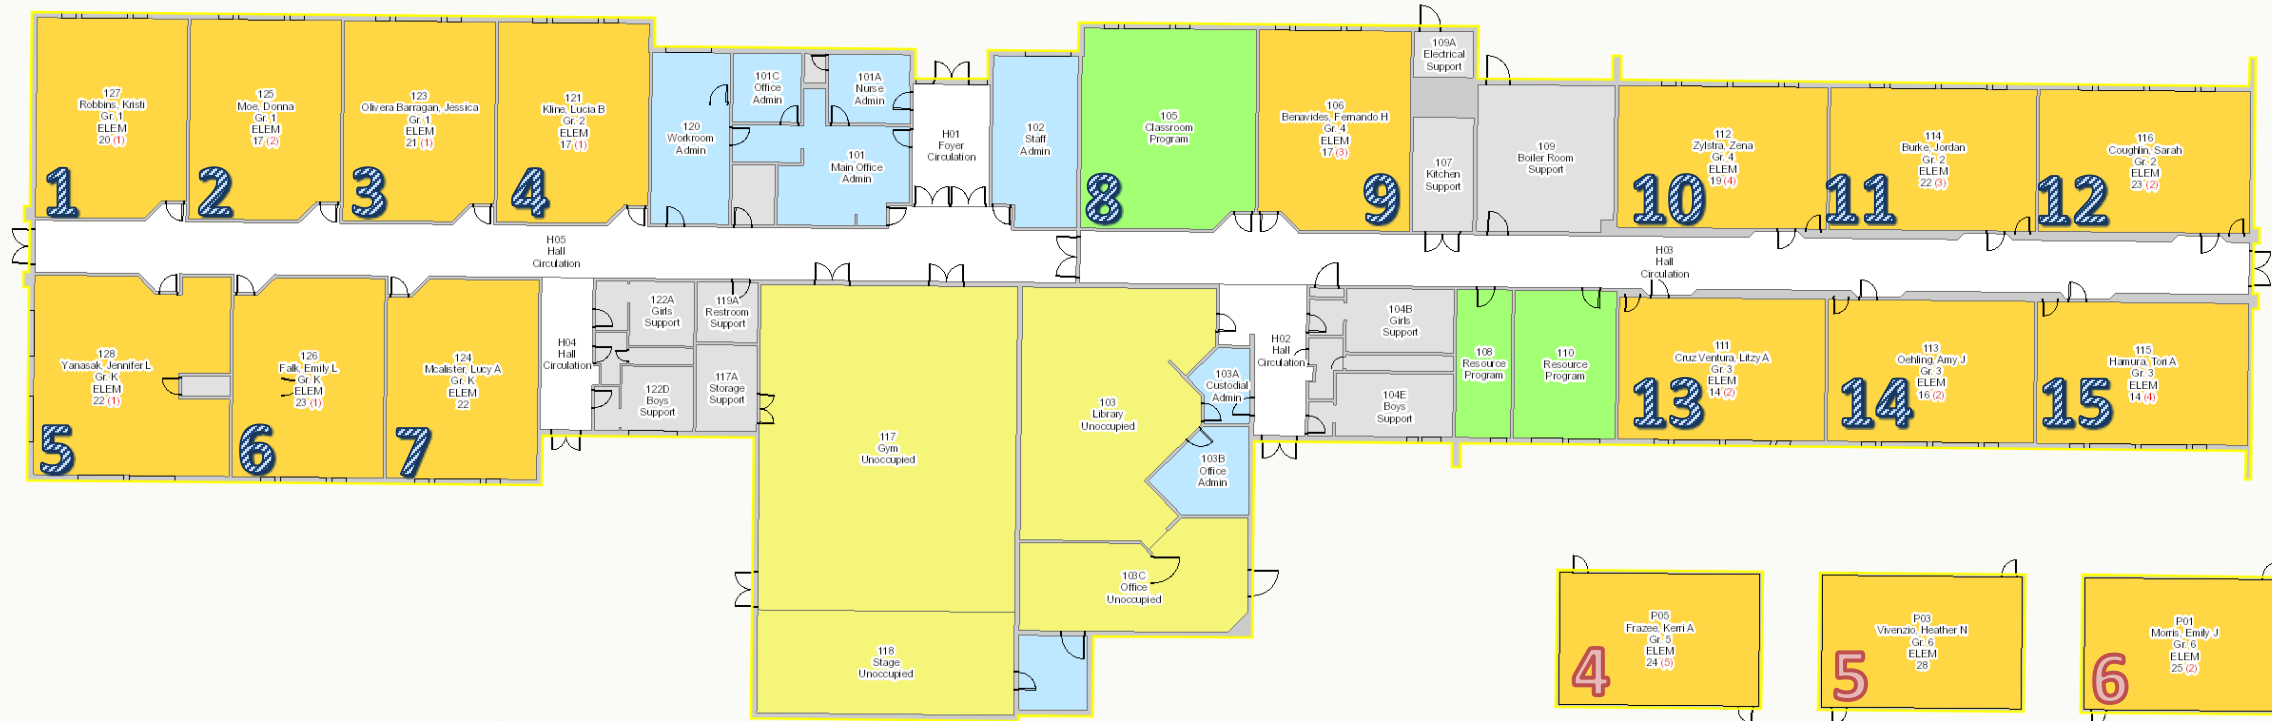 127
Robbins, Kristi
Gr. 1
ELEM
20 (1)
1
125
Moe, Donna
Gr. 1
ELEM
17 (2)
2
123
Olivera Barragan, Jessica
Gr. 1
ELEM
21 (1)
3
121
Kline, Lucia B
Gr. 2
ELEM
17 (1)
4
120
Workroom
Admin
101C
Office
Admin
101A
Nurse
Admin
101
Main Office
Admin
H01
Foyer
Circulation
102
Staff
Admin
105
Classroom
Program
8
106
Benavides, Fernando H
Gr. 4
ELEM
17 (3)
9
109A
Electrical
Support
107
Kitchen
Support
109
Boiler Room
Support
112
Zylstra, Zena
Gr. 4
ELEM
19 (4)
10
114
Burke, Jordan
Gr. 2
ELEM
22 (3)
11
116
Coughlin, Sarah
Gr. 2
ELEM
23 (2)
12
H05
Hall
Circulation
H03
Hall
Circulation
128
Yanasak, Jennifer L
Gr. K
ELEM
22 (1)
5
126
Falk, Emily L
Gr. K
ELEM
23 (1)
6
124
Mcalister, Lucy A
Gr. K
ELEM
22
7
H04
Hall
Circulation
122A
Girls
Support
119A
Restroom
Support
122D
Boys
Support
117A
Storage
Support
117
Gym
Unoccupied
103
Library
Unoccupied
103A
Custodial
Admin
103B
Office
Admin
H02
Hall
Circulation
104B
Girls
Support
104E
Boys
Support
108
Resource
Program
110
Resource
Program
111
Cruz Ventura, Litzy A
Gr. 3
ELEM
14 (2)
13
113
Oehling, Amy J
Gr. 3
ELEM
16 (2)
14
115
Hamura, Tori A
Gr. 3
ELEM
14 (4)
15
103C
Office
Unoccupied
118
Stage
Unoccupied
P05
Frazee, Kerri A
Gr. 5
ELEM
24 (5)
4
P03
Vivenzio, Heather N
Gr. 6
ELEM
28
5
P01
Morris, Emily J
Gr. 6
ELEM
25 (2)
6